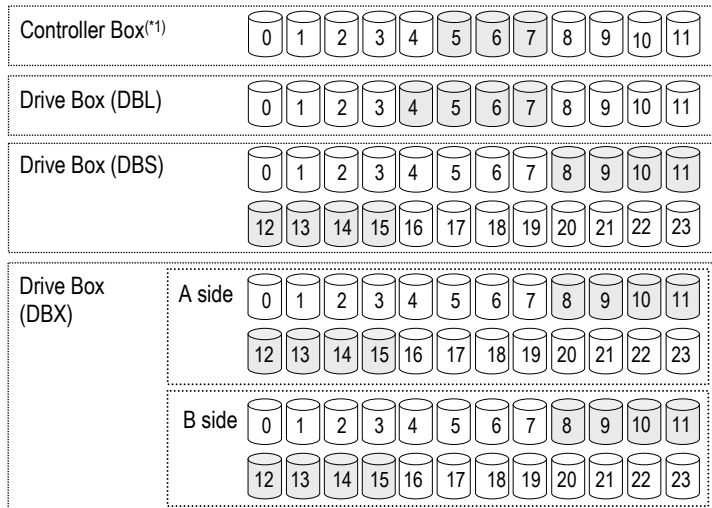 Controller Box(*1) 0 1 2 3 4 5 6 7 8 9 10 11
Drive Box (DBL) 0 1 2 3 4 5 6 7 8 9 10 11
Drive Box (DBS) 0 1 2 3 4 5 6 7 8 9 10 11
12 13 14 15 16 17 18 19 20 21 22 23
Drive Box
(DBX)
A side 0 1 2 3 4 5 6 7 8 9 10 11
12 13 14 15 16 17 18 19 20 21 22 23
B side 0 1 2 3 4 5 6 7 8 9 10 11
12 13 14 15 16 17 18 19 20 21 22 23